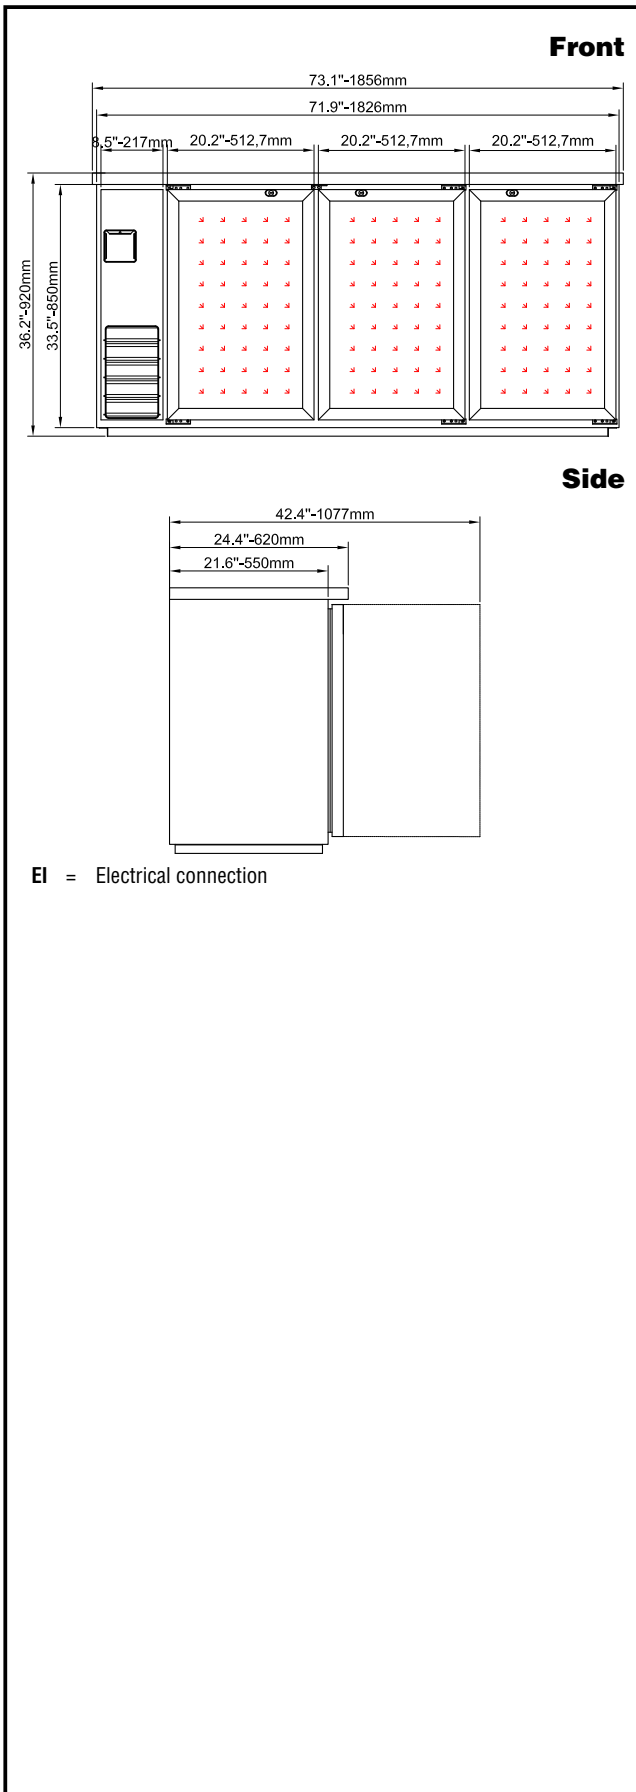 Front
73.1"-1856mm
71.9"-1826mm
8.5"-217mm 20.2"-512,7mm 20.2"-512,7mm 20.2"-512,7mm
36.2"-920mm
33.5"-850mm
Side
42.4"-1077mm
24.4"-620mm
21.6"-550mm
EI = Electrical connection